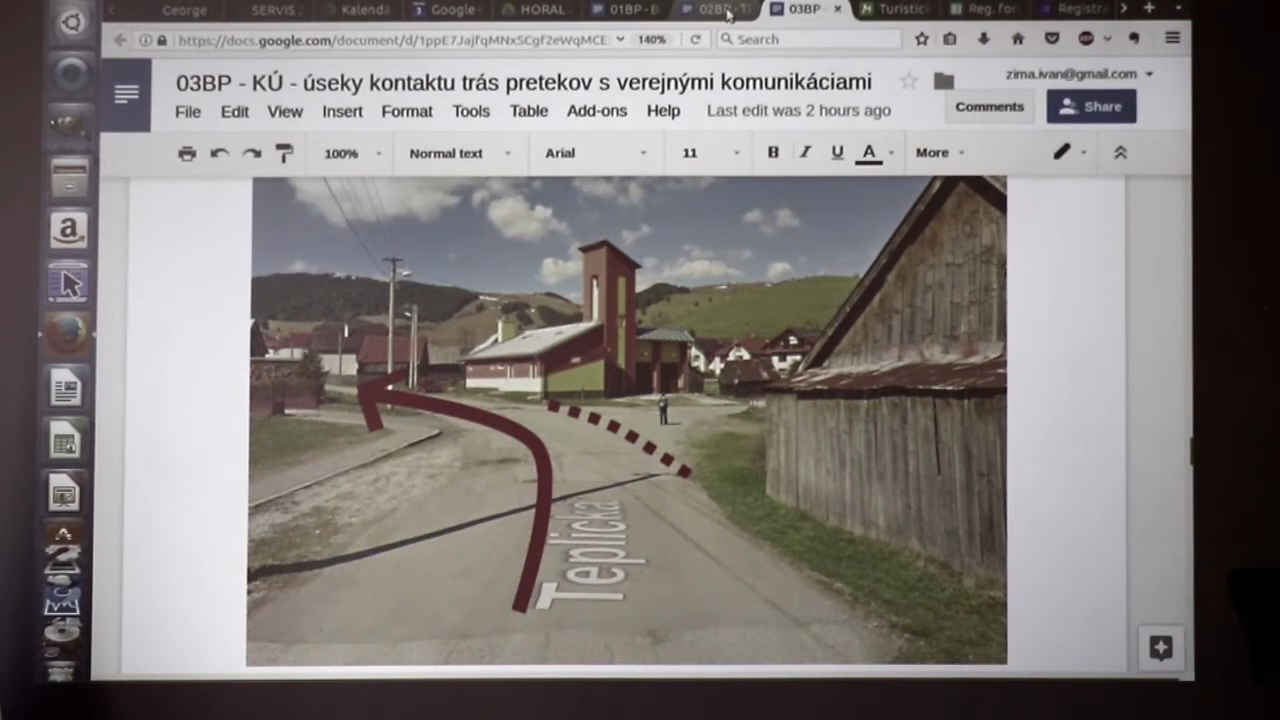 George SERVIS Kalendá Google HORAL 01BP - B 02BP - T 03BP - Turistic Reg. for Registra
https://docs.google.com/document/d/1ppE7JajfqMNxSCgf2eWqMCE 140% Search
03BP - KÚ - úseky kontaktu trás pretekov s verejnými komunikáciami
zima.ivan@gmail.com
File Edit View Insert Format Tools Table Add-ons Help Last edit was 2 hours ago
Comments Share
100% Normal text Arial 11 B I U A More
Teplicka